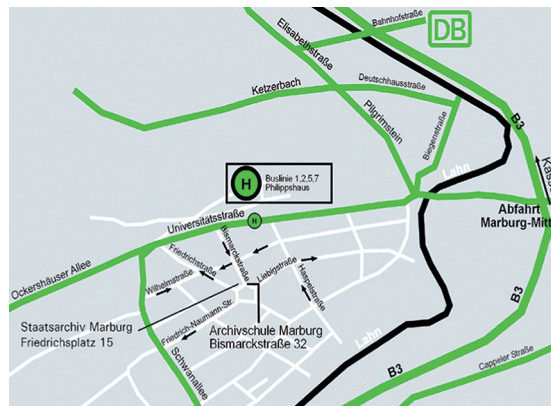 Bahnhofstraße
DB
Elisabethstraße
Deutschhausstraße
Ketzerbach
Pilgrimstein
Biegenstraße
B3
Lahn
H
Buslinie 1,2,5,7
Philippshaus
Abfahrt
Marburg-Mitt
Universitätsstraße
H
Bismarckstraße
Friedrichstraße
Ockershäuser Allee
Wilhelmstraße
Liebigstraße
Haspelstraße
B3
Staatsarchiv Marburg
Friedrichsplatz 15
Friedrich-Naumann-Str.
Archivschule Marburg
Bismarckstraße 32
Lahn
Schwanallee
B3
Cappeler Straße